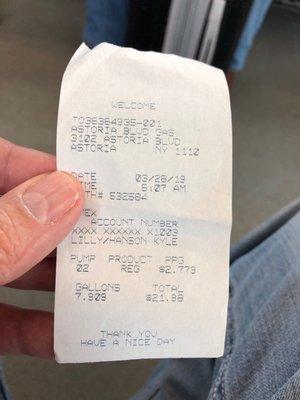 WELCOME
TO36364935-001
ASTORIA BLVD GAS
3102 ASTORIA BLVD
ASTORIA NY 1110
DATE 03/28/19
TIME 6:07 AM
AUTH# 532584
AMEX
ACCOUNT NUMBER
XXXX XXXXXX X1009
LILLY/HANSON KYLE
PUMP PRODUCT PPG
02 REG $2.779
GALLONS TOTAL
7.909 $21.98
THANK YOU
HAVE A NICE DAY